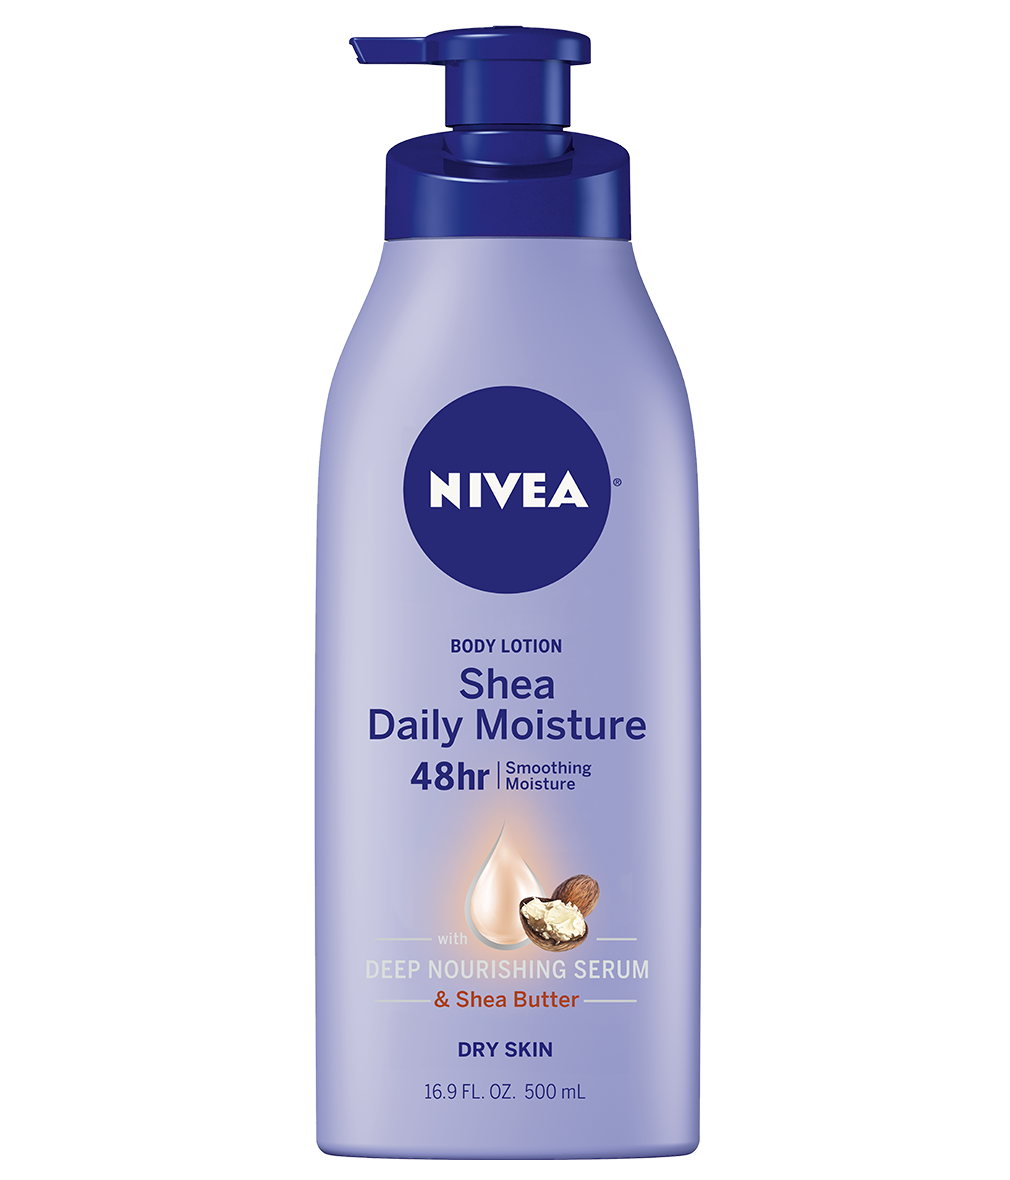 NIVEA®
BODY LOTION
Shea
Daily Moisture
48hr
Smoothing
Moisture
with
DEEP NOURISHING SERUM
& Shea Butter
DRY SKIN
16.9 FL. OZ. 500 mL